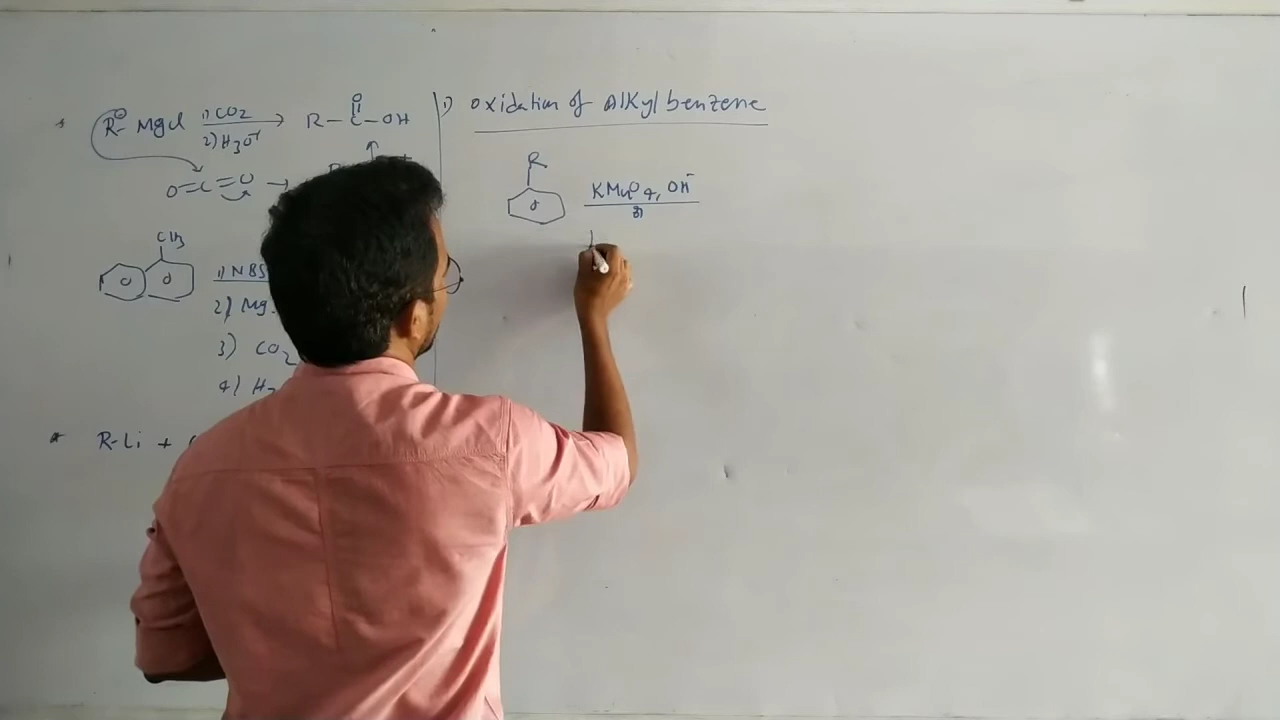 R- MgCl 1) CO2 R-C-OH
O
2) H3O+
O=C=O
CH3
1) NBS
2) Mg
3) CO2
4) H
* R-Li +
1) Oxidation of Alkyl benzene
R
KMnO4, OH-